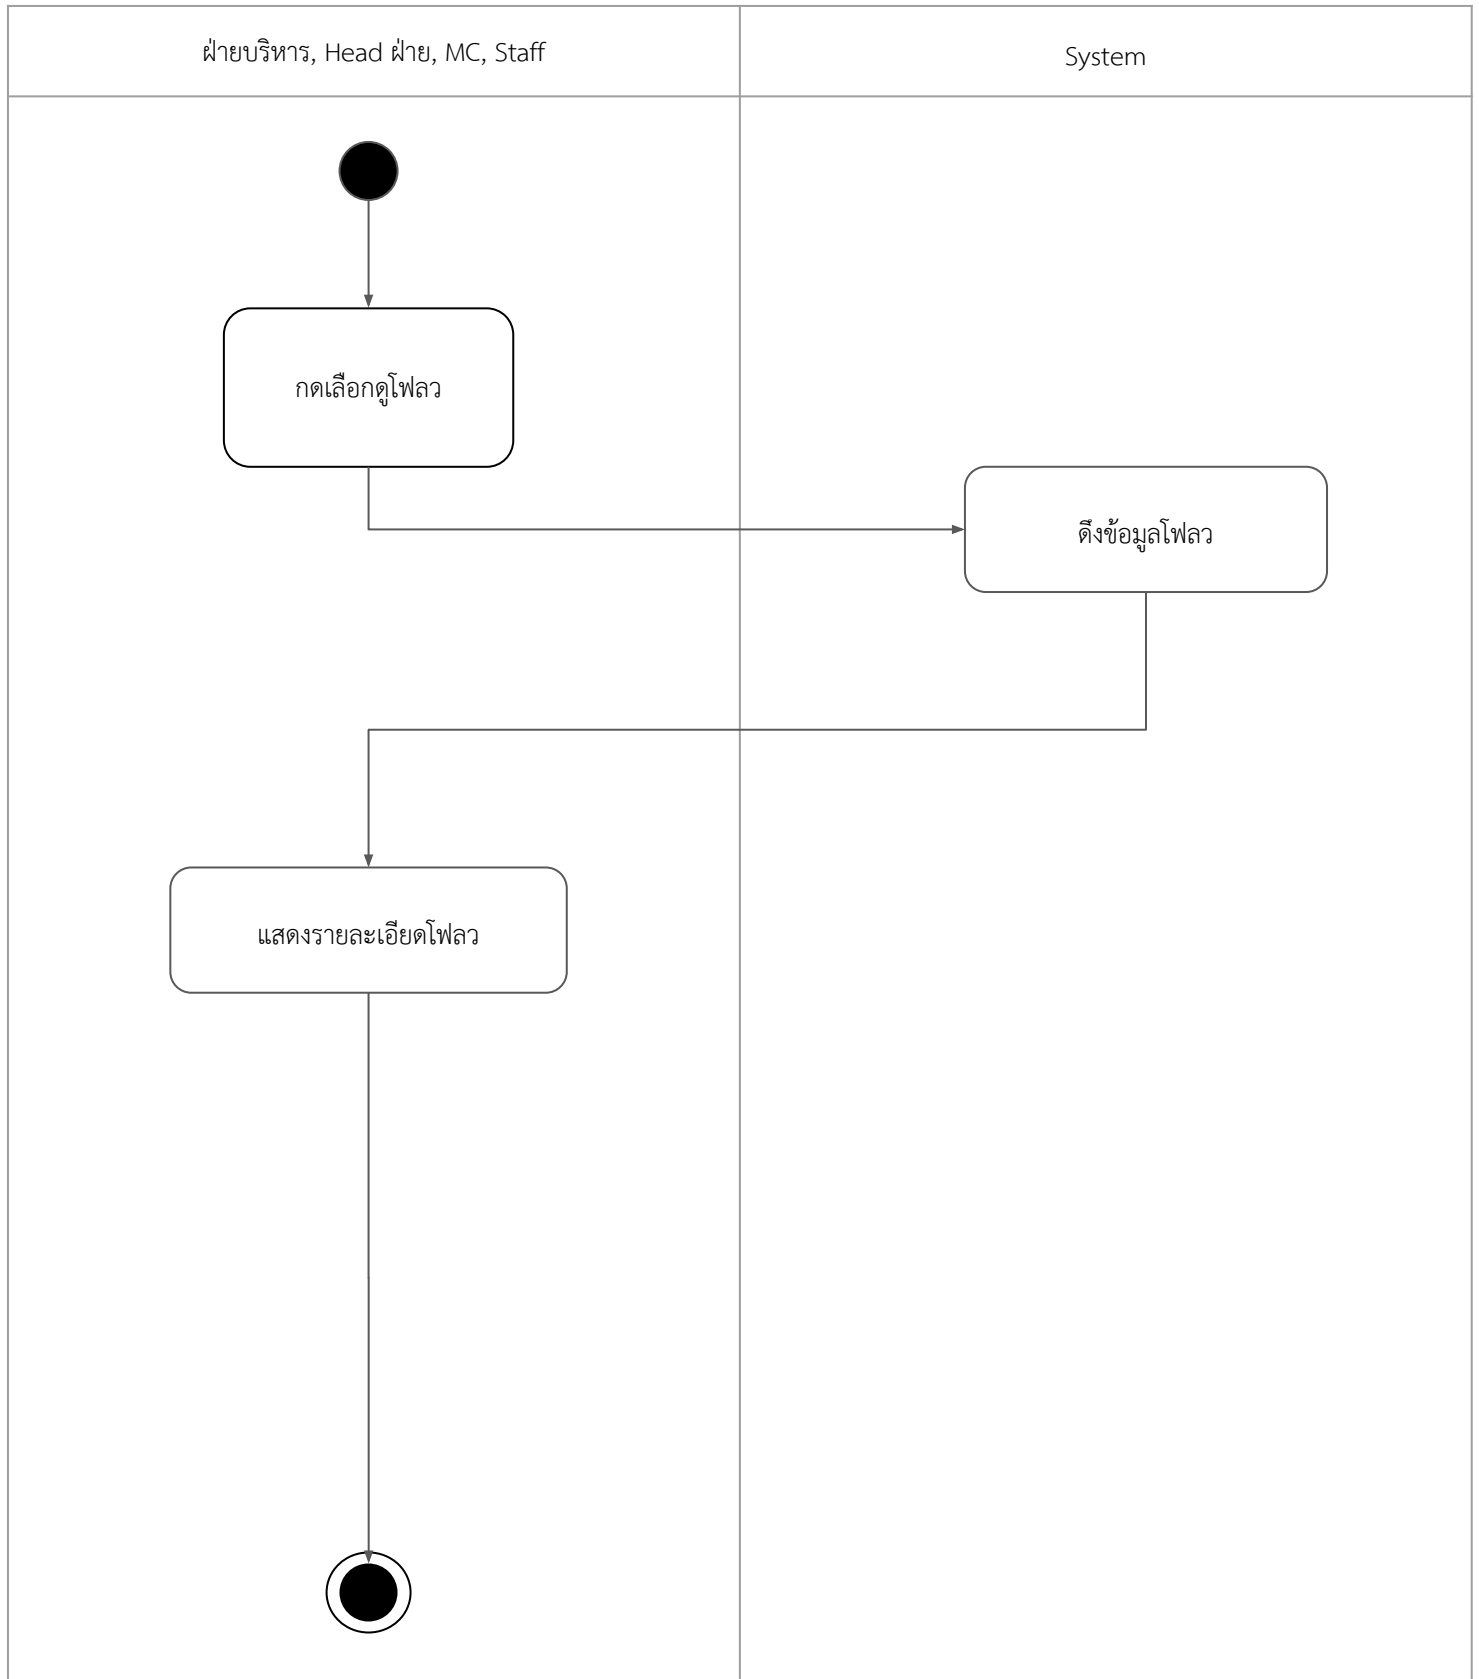 ฝ่ายบริหาร, Head ฝ่าย, MC, Staff
System
กดเลือกดูโฟลว
ดึงข้อมูลโฟลว
แสดงรายละเอียดโฟลว